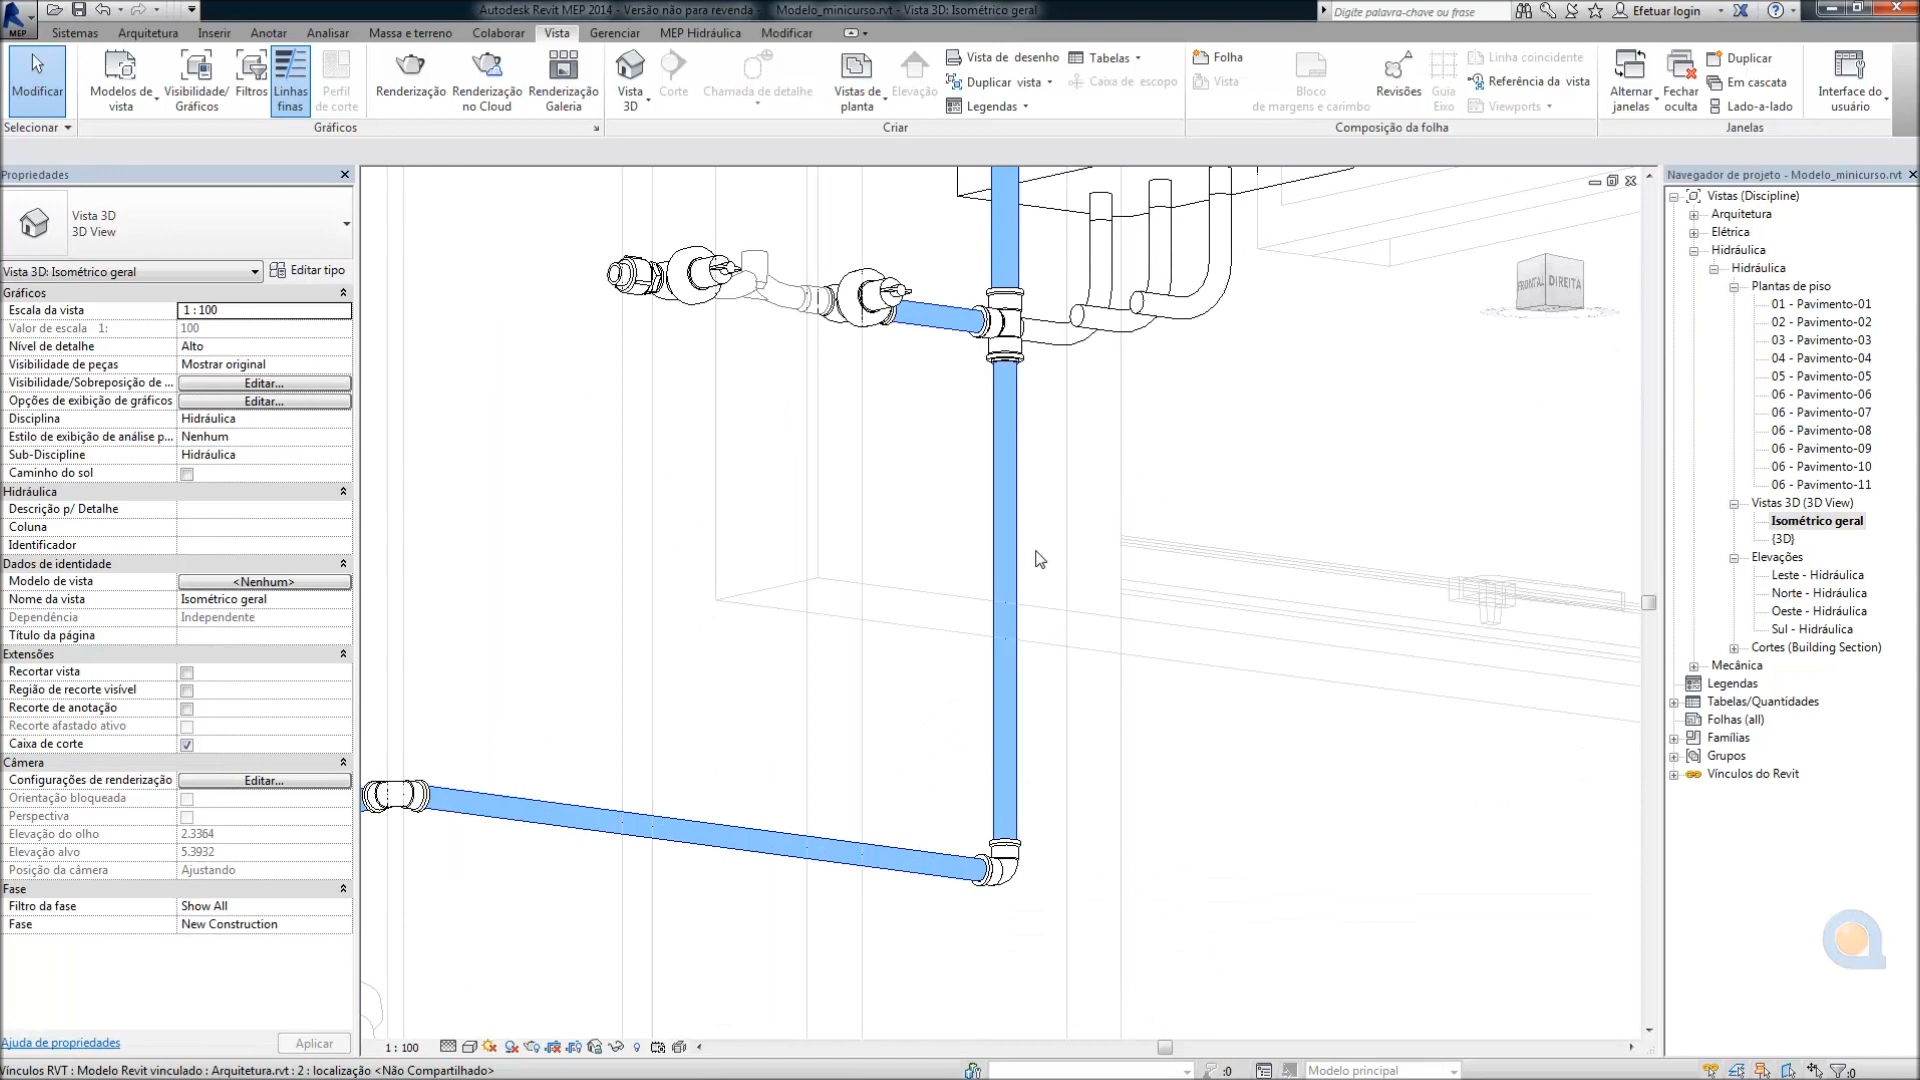 Autodesk Revit MEP 2014 - Versão não para revenda - Modelo_minicurso.rvt - Vista 3D: Isométrico geral
Digite palavra-chave ou frase
Efetuar login
MEP
Sistemas Arquitetura Inserir Anotar Analisar Massa e terreno Colaborar Vista Gerenciar MEP Hidráulica Modificar
Modificar
Modelos de vista
Visibilidade/ Gráficos
Filtros
Linhas finas
Perfil de corte
Renderização
Renderização no Cloud
Renderização Galeria
Vista 3D
Corte
Chamada de detalhe
Vistas de planta
Elevação
Vista de desenho
Duplicar vista
Legendas
Tabelas
Caixa de escopo
Folha
Vista
Bloco de margens e carimbo
Revisões
Guia Eixo
Linha coincidente
Referência da vista
Viewports
Alternar janelas
Fechar oculta
Duplicar
Em cascata
Lado-a-lado
Interface do usuário
Selecionar Gráficos Criar Composição da folha Janelas
Propriedades
Vista 3D
3D View
Vista 3D: Isométrico geral Editar tipo
Gráficos
Escala da vista 1 : 100
Valor de escala 1: 100
Nível de detalhe Alto
Visibilidade de peças Mostrar original
Visibilidade/Sobreposição de ... Editar...
Opções de exibição de gráficos Editar...
Disciplina Hidráulica
Estilo de exibição de análise p... Nenhum
Sub-Discipline Hidráulica
Caminho do sol
Hidráulica
Descrição p/ Detalhe
Coluna
Identificador
Dados de identidade
Modelo de vista <Nenhum>
Nome da vista Isométrico geral
Dependência Independente
Título da página
Extensões
Recortar vista
Região de recorte visível
Recorte de anotação
Recorte afastado ativo
Caixa de corte
Câmera
Configurações de renderização Editar...
Orientação bloqueada
Perspectiva
Elevação do olho 2.3364
Elevação alvo 5.3932
Posição da câmera Ajustando
Fase
Filtro da fase Show All
Fase New Construction
Ajuda de propriedades Aplicar
FRONTAL DIREITA
Navegador de projeto - Modelo_minicurso.rvt
Vistas (Discipline)
Arquitetura
Elétrica
Hidráulica
Hidráulica
Plantas de piso
01 - Pavimento-01
02 - Pavimento-02
03 - Pavimento-03
04 - Pavimento-04
05 - Pavimento-05
06 - Pavimento-06
06 - Pavimento-07
06 - Pavimento-08
06 - Pavimento-09
06 - Pavimento-10
06 - Pavimento-11
Vistas 3D (3D View)
Isométrico geral
{3D}
Elevações
Leste - Hidráulica
Norte - Hidráulica
Oeste - Hidráulica
Sul - Hidráulica
Cortes (Building Section)
Mecânica
Legendas
Tabelas/Quantidades
Folhas (all)
Famílias
Grupos
Vínculos do Revit
1 : 100
Vínculos RVT : Modelo Revit vinculado : Arquitetura.rvt : 2 : localização <Não Compartilhado>
:0
Modelo principal
:0